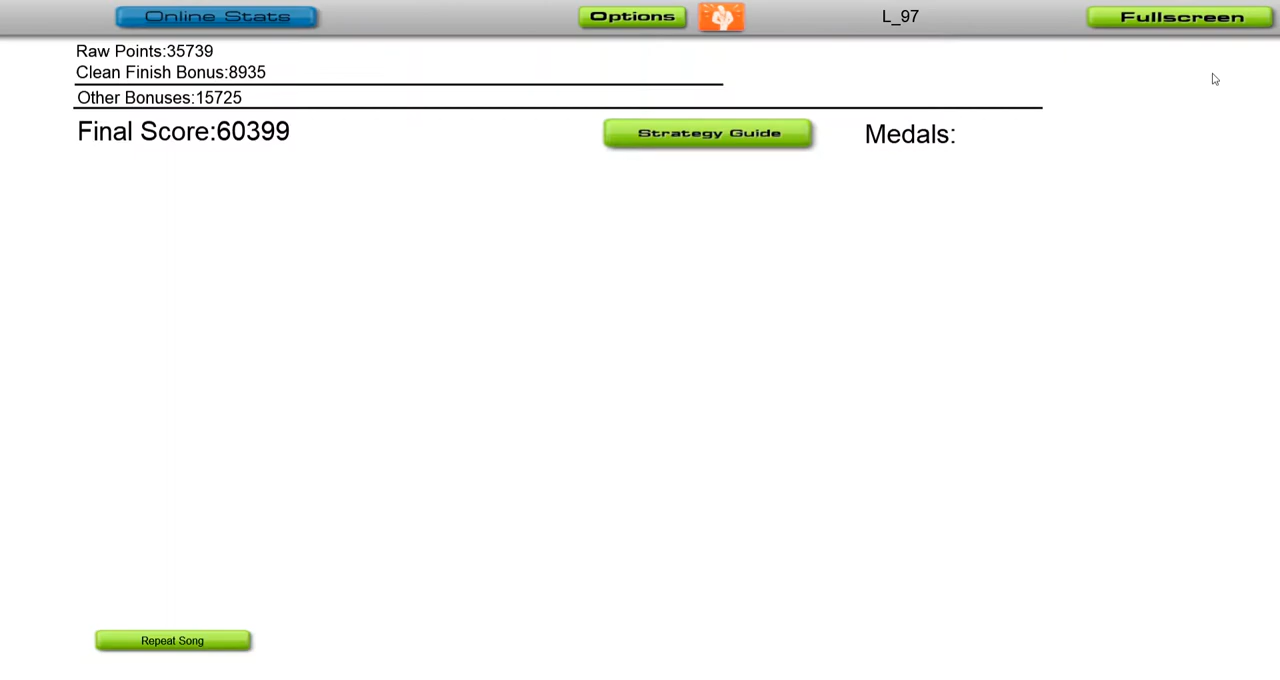 Online Stats
Options
L_97
Fullscreen
Raw Points:35739
Clean Finish Bonus:8935
Other Bonuses:15725
Final Score:60399
Strategy Guide
Medals:
Repeat Song